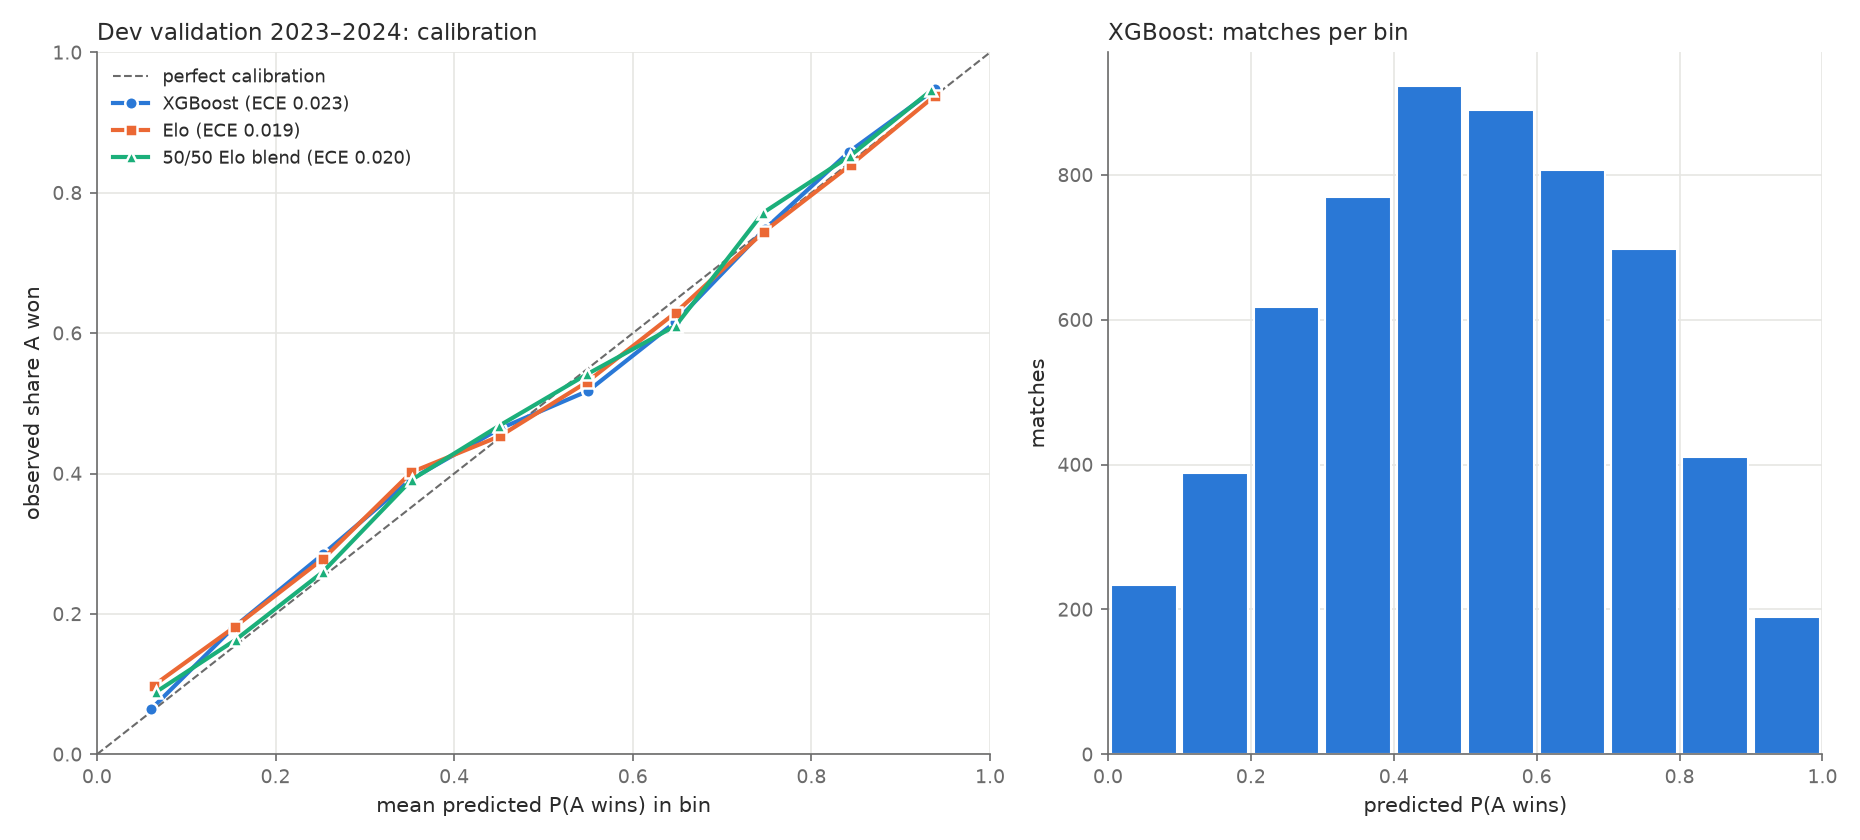 Dev validation 2023–2024: calibration
perfect calibration
XGBoost (ECE 0.023)
Elo (ECE 0.019)
50/50 Elo blend (ECE 0.020)
observed share A won
1.0
0.8
0.6
0.4
0.2
0.0
0.0 0.2 0.4 0.6 0.8 1.0
mean predicted P(A wins) in bin
XGBoost: matches per bin
matches
800
600
400
200
0
0.0 0.2 0.4 0.6 0.8 1.0
predicted P(A wins)